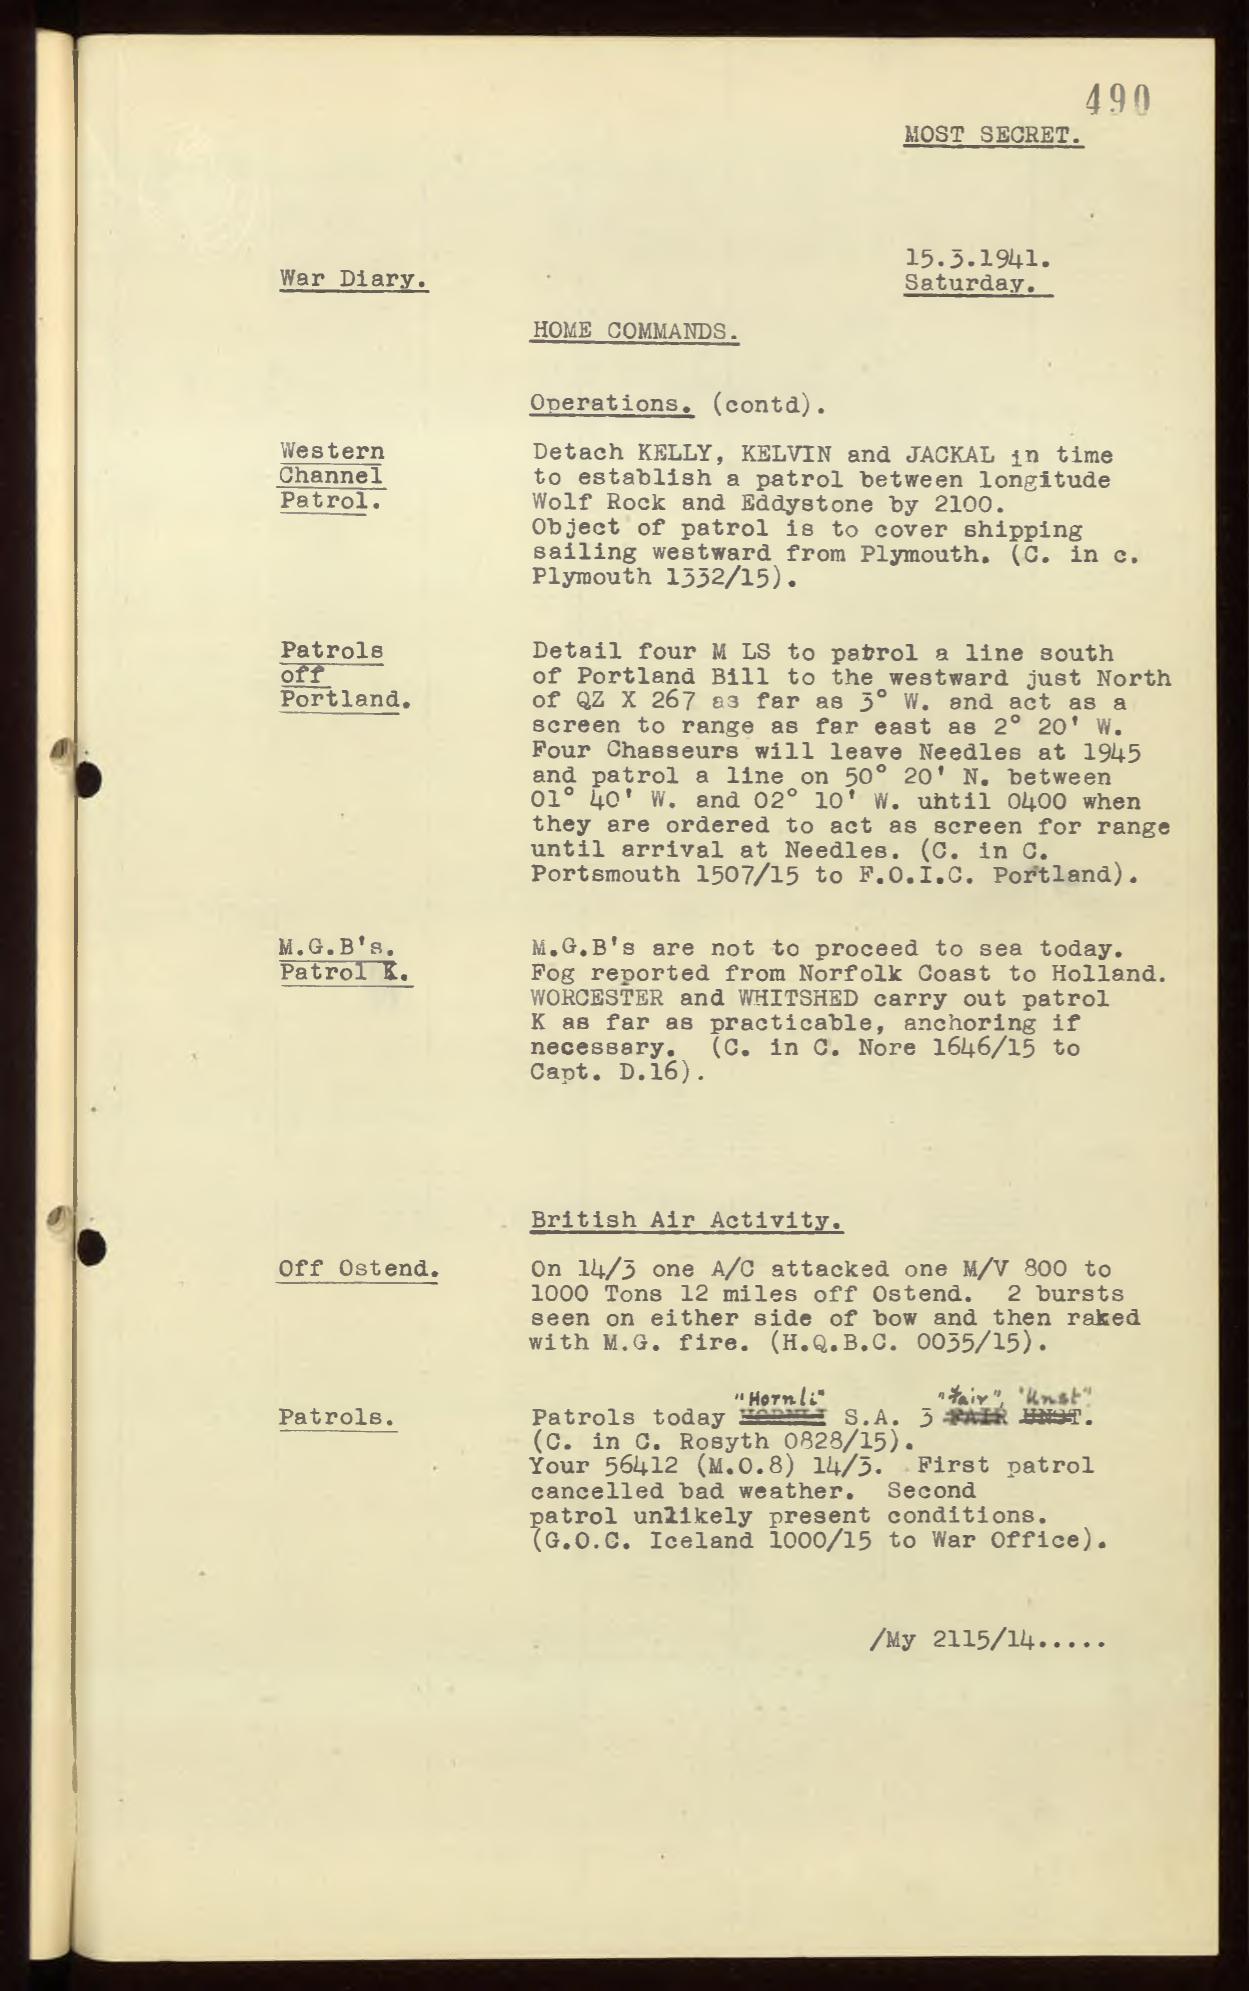 490
MOST SECRET.
15.3.1941.
War Diary.
Saturday.
HOME COMMANDS.
Operations. (contd).
Western
Channel
Patrol.
Detach KELLY, KELVIN and JACKAL in time
to establish a patrol between longitude
Wolf Rock and Eddystone by 2100.
Object of patrol is to cover shipping
sailing westward from Plymouth. (C. in c.
Plymouth 1332/15).
Patrols
off
Portland.
Detail four M LS to patrol a line south
of Portland Bill to the westward just North
of QZ X 267 as far as 3° W. and act as a
screen to range as far east as 2° 20' W.
Four Chasseurs will leave Needles at 1945
and patrol a line on 50° 20' N. between
01° 40' W. and 02° 10' W. uhtil 0400 when
they are ordered to act as screen for range
until arrival at Needles. (C. in C.
Portsmouth 1507/15 to F.O.I.C. Portland).
M.G.B's.
Patrol K.
M.G.B's are not to proceed to sea today.
Fog reported from Norfolk Coast to Holland.
WORCESTER and WHITSHED carry out patrol
K as far as practicable, anchoring if
necessary. (C. in C. Nore 1646/15 to
Capt. D.16).
British Air Activity.
Off Ostend.
On 14/3 one A/C attacked one M/V 800 to
1000 Tons 12 miles off Ostend. 2 bursts
seen on either side of bow and then raked
with M.G. fire. (H.Q.B.C. 0035/15).
"Hornli" "Fair", "Unst"
Patrols.
Patrols today HORNLI S.A. 3 FAIR UNST.
(C. in C. Rosyth 0828/15).
Your 56412 (M.O.8) 14/3. First patrol
cancelled bad weather. Second
patrol unlikely present conditions.
(G.O.C. Iceland 1000/15 to War Office).
/My 2115/14.....